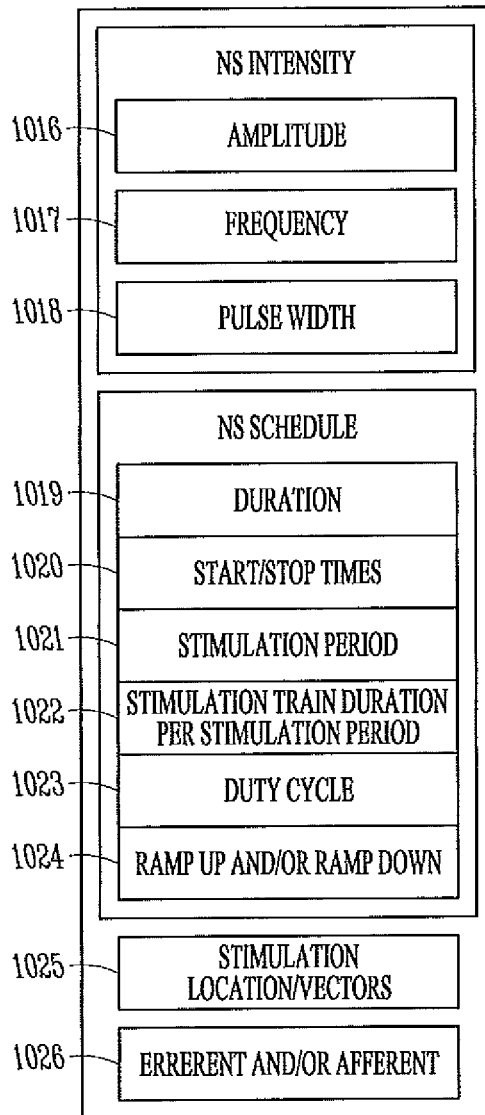 NS INTENSITY
1016 AMPLITUDE
1017 FREQUENCY
1018 PULSE WIDTH
NS SCHEDULE
1019 DURATION
1020 START/STOP TIMES
1021 STIMULATION PERIOD
1022 STIMULATION TRAIN DURATION
PER STIMULATION PERIOD
1023 DUTY CYCLE
1024 RAMP UP AND/OR RAMP DOWN
1025 STIMULATION
LOCATION/VECTORS
1026 ERRERENT AND/OR AFFERENT